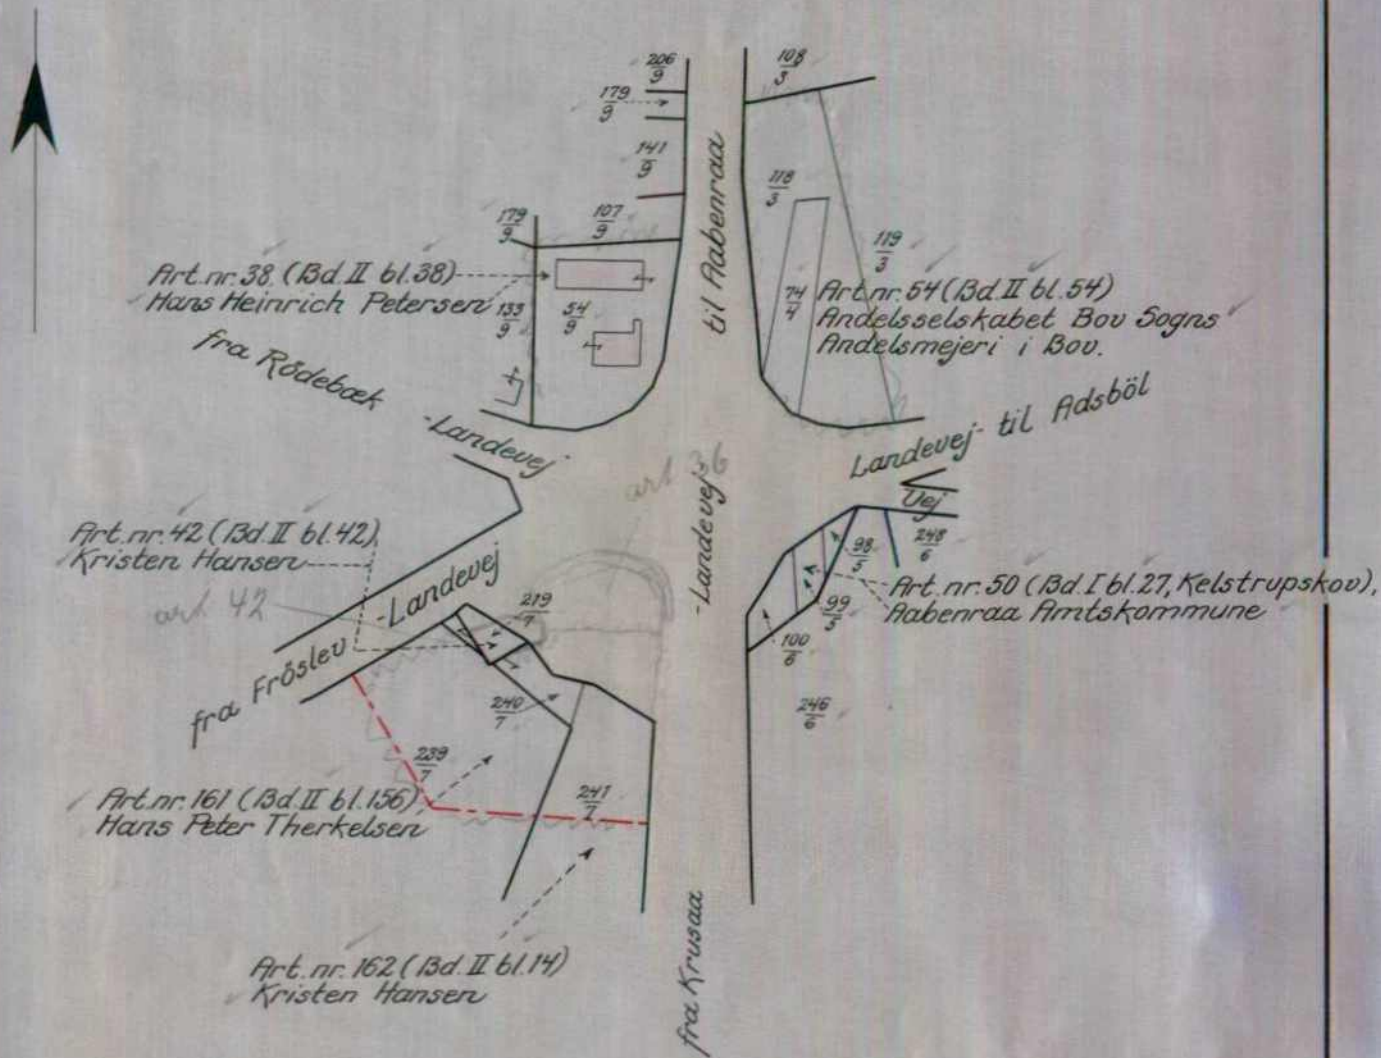 206/9
179/9
108/3
141/9
118/3
179/9
107/9
119/3
Art. nr. 38 (Bd. II bl. 38)
Hans Heinrich Petersen
133/9
54/9
74/4
Art. nr. 54 (Bd. II bl. 54)
Andelsselskabet Bov Sogns
Andelsmejeri i Bov.
fra Rödebæk
-Landevej
til Aabenraa
-Landevej-
fra Krusaa
Landevej- til Adsböl
Vej
art 36
Art. nr. 42 (Bd. II bl. 42)
Kristen Hansen
art. 42
fra Fröslev
-Landevej
219/7
98/5
248/6
99/5
100/6
Art. nr. 50 (Bd. I bl. 27, Kelstrupskov),
Aabenraa Amtskommune
240/7
246/6
239/7
241/7
Art. nr. 161 (Bd. II bl. 156)
Hans Peter Therkelsen
Art. nr. 162 (Bd. II bl. 14)
Kristen Hansen